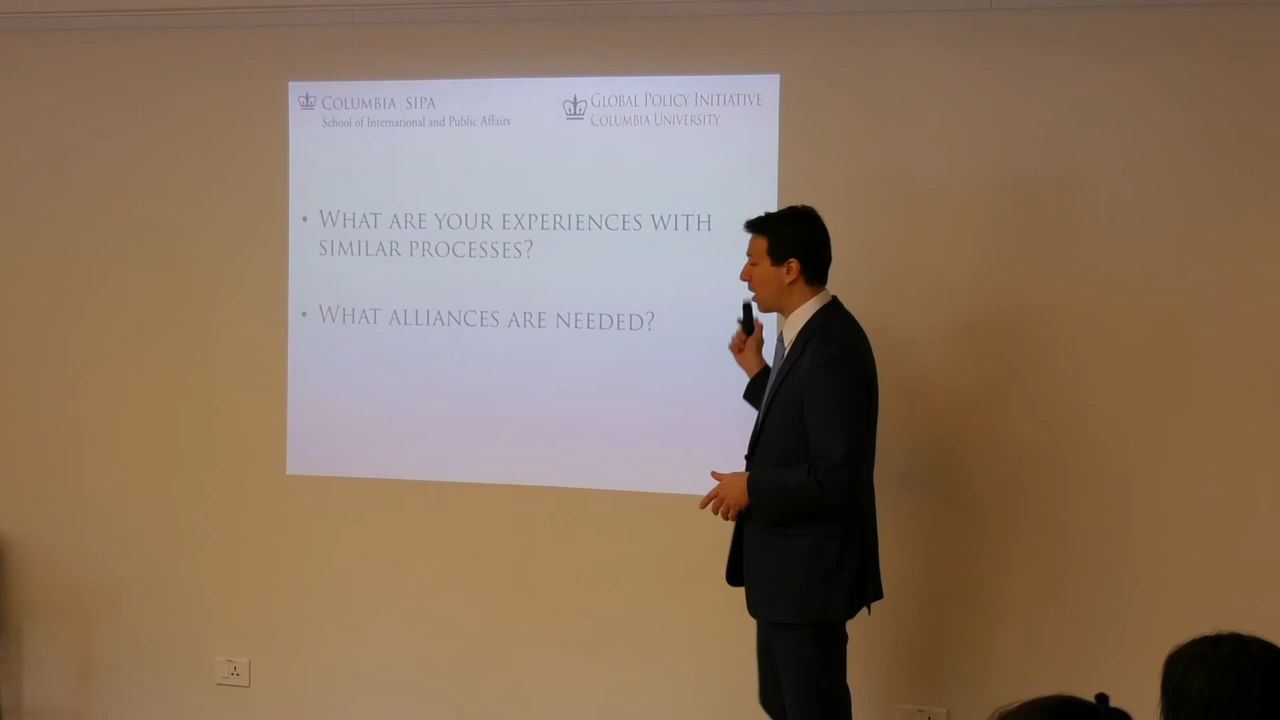 COLUMBIA SIPA
School of International and Public Affairs
GLOBAL POLICY INITIATIVE
COLUMBIA UNIVERSITY
• WHAT ARE YOUR EXPERIENCES WITH
SIMILAR PROCESSES?
• WHAT ALLIANCES ARE NEEDED?